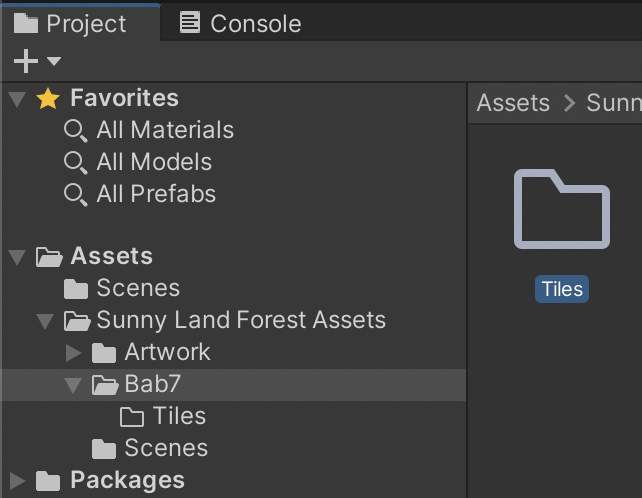 Project
Console
Favorites
All Materials
All Models
All Prefabs
Assets
Scenes
Sunny Land Forest Assets
Artwork
Bab7
Tiles
Scenes
Packages
Assets > Sunn
Tiles